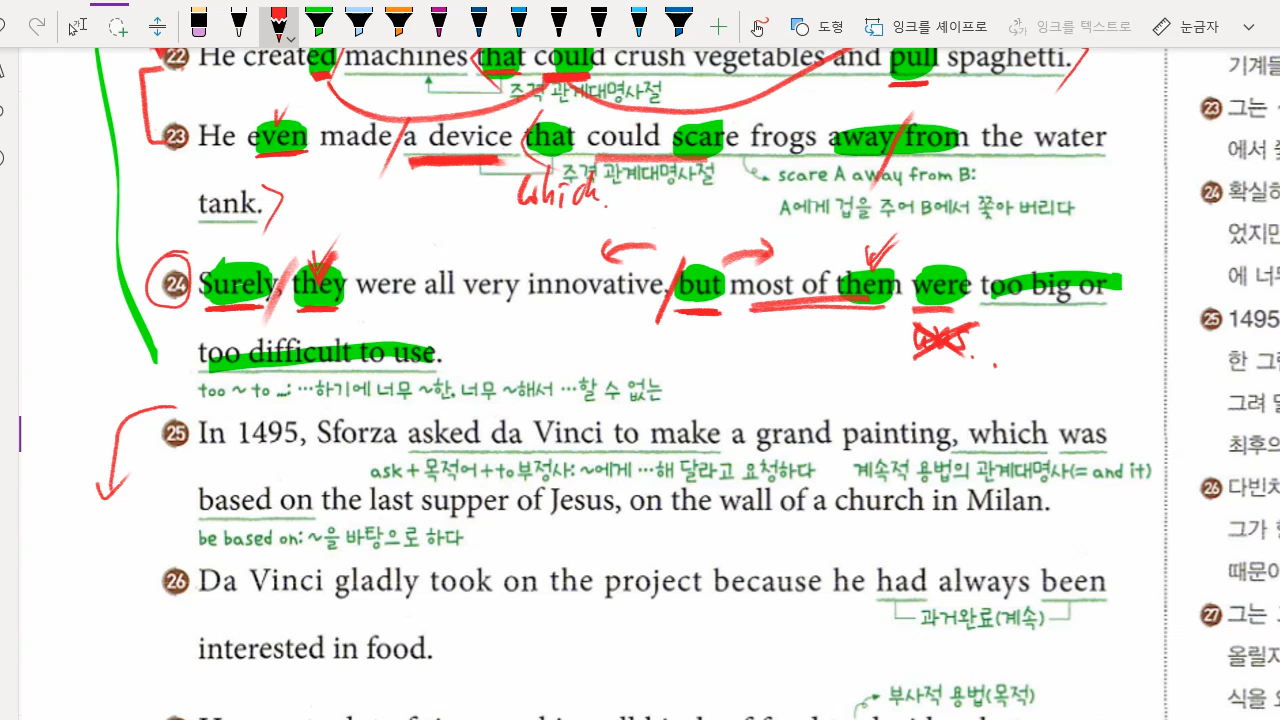 도형
잉크를 셰이프로
잉크를 텍스트로
눈금자
22 He created machines that could crush vegetables and pull spaghetti.
주격 관계대명사절
23 He even made a device that could scare frogs away from the water
주격 관계대명사절
which
scare A away from B:
tank.
A에게 겁을 주어 B에서 쫓아 버리다
24 Surely, they were all very innovative, but most of them were too big or
too difficult to use.
too ~ to ...: …하기에 너무 ~한, 너무 ~해서 …할 수 없는
25 In 1495, Sforza asked da Vinci to make a grand painting, which was
ask+목적어+to부정사: ~에게 …해 달라고 요청하다
계속적 용법의 관계대명사(= and it)
based on the last supper of Jesus, on the wall of a church in Milan.
be based on: ~을 바탕으로 하다
26 Da Vinci gladly took on the project because he had always been
과거완료(계속)
interested in food.
부사적 용법(목적)
기계들
23 그는
에서 쫓
24 확실히
었지만
에 너무
25 1495
한 그림
그려 달
최후의
26 다빈치
그가 항
때문이
27 그는
올릴지
식을 요